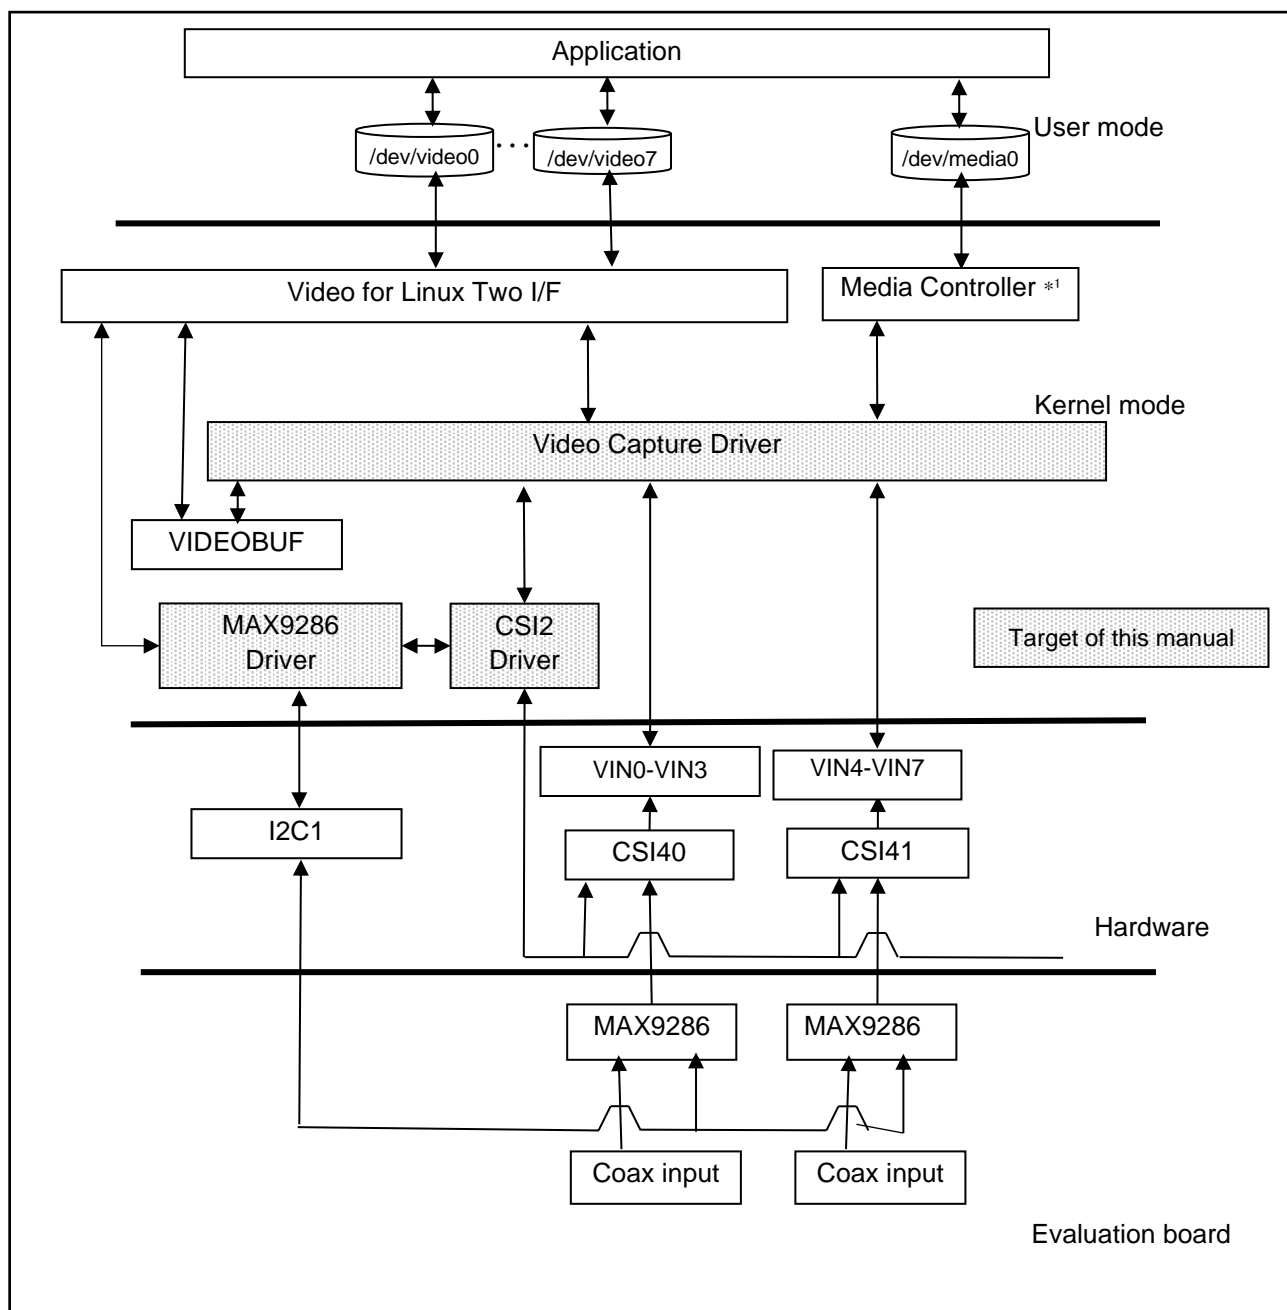 Application
User mode
/dev/video0
...
/dev/video7
/dev/media0
Video for Linux Two I/F
Media Controller *1
Kernel mode
Video Capture Driver
VIDEOBUF
MAX9286
Driver
CSI2
Driver
Target of this manual
VIN0-VIN3
VIN4-VIN7
I2C1
CSI40
CSI41
Hardware
MAX9286
MAX9286
Coax input
Coax input
Evaluation board